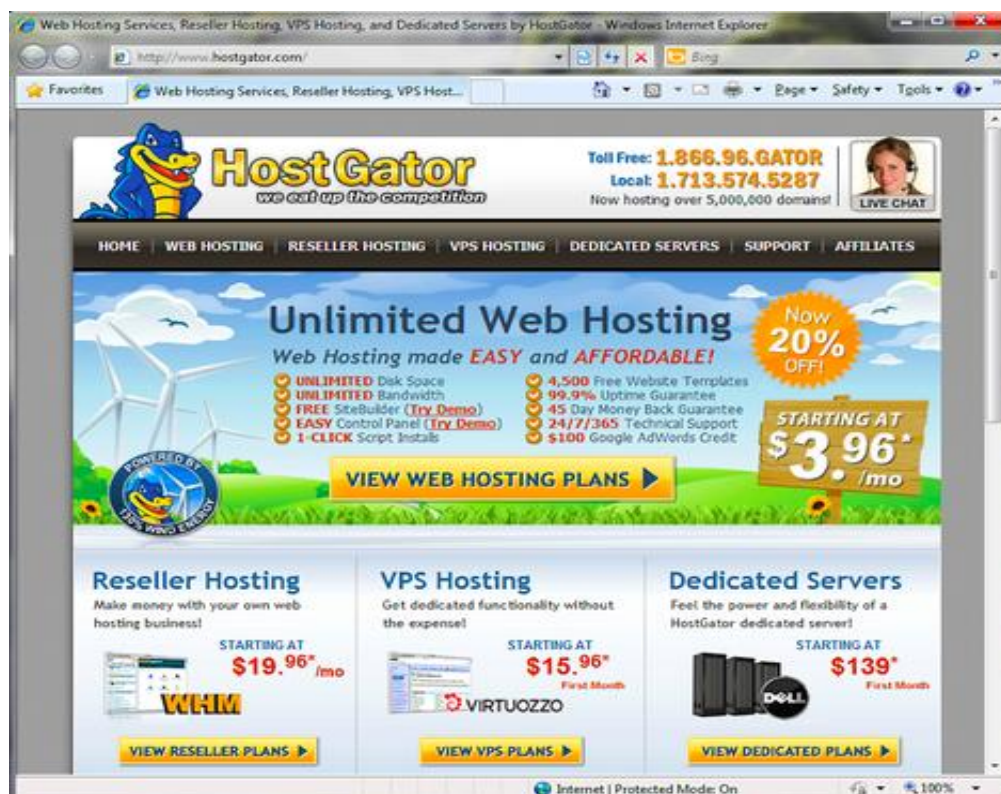 Web Hosting Services, Reseller Hosting, VPS Hosting, and Dedicated Servers by HostGator - Windows Internet Explorer
http://www.hostgator.com/
Bing
Favorites
Web Hosting Services, Reseller Hosting, VPS Host...
Page
Safety
Tools
HostGator
we eat up the competition
Toll Free: 1.866.96.GATOR
Local: 1.713.574.5287
Now hosting over 5,000,000 domains!
LIVE CHAT
HOME | WEB HOSTING | RESELLER HOSTING | VPS HOSTING | DEDICATED SERVERS | SUPPORT | AFFILIATES
Unlimited Web Hosting
Web Hosting made EASY and AFFORDABLE!
UNLIMITED Disk Space
UNLIMITED Bandwidth
FREE SiteBuilder (Try Demo)
EASY Control Panel (Try Demo)
1-CLICK Script Installs
4,500 Free Website Templates
99.9% Uptime Guarantee
45 Day Money Back Guarantee
24/7/365 Technical Support
$100 Google AdWords Credit
Now
20%
OFF!
STARTING AT
$3.96*
/mo
VIEW WEB HOSTING PLANS
POWERED BY
130% WIND ENERGY
Reseller Hosting
Make money with your own web
hosting business!
STARTING AT
$19.96*/mo
WHM
VIEW RESELLER PLANS
VPS Hosting
Get dedicated functionality without
the expense!
STARTING AT
$15.96*
First Month
VIRTUOZZO
VIEW VPS PLANS
Dedicated Servers
Feel the power and flexibility of a
HostGator dedicated server!
STARTING AT
$139*
First Month
DELL
VIEW DEDICATED PLANS
Internet | Protected Mode: On
100%